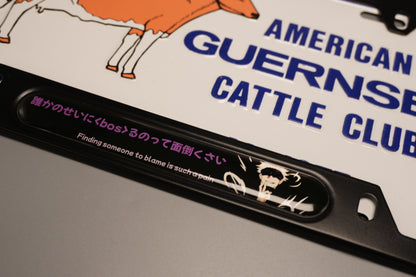 AMERICAN
GUERNSE
CATTLE CLUB
誰かのせいに<bos>るのって面倒くさい
Finding someone to blame is such a pain